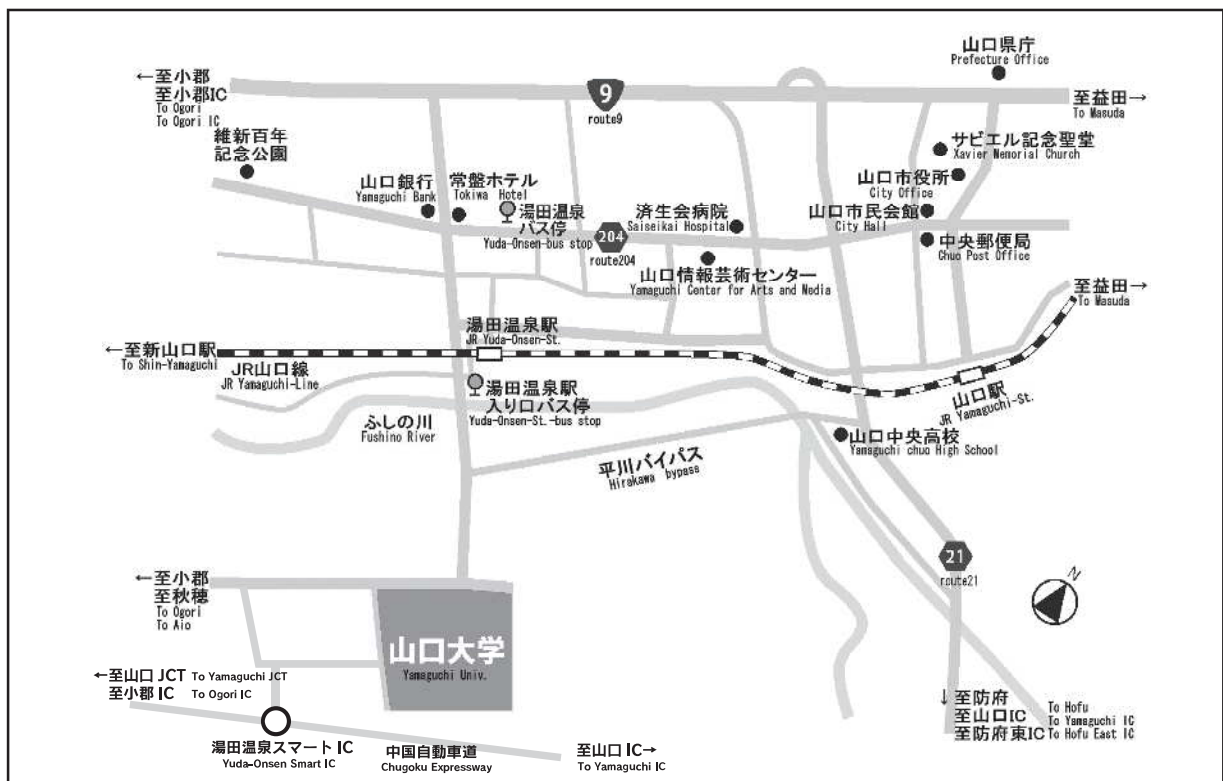 山口県庁
Prefecture Office
←至小郡
至小郡IC
To Ogori
To Ogori IC
9
route9
至益田→
To Masuda
維新百年
記念公園
サビエル記念聖堂
Xavier Memorial Church
山口銀行
Yamaguchi Bank
常盤ホテル
Tokiwa Hotel
湯田温泉
バス停
Yuda-Onsen-bus stop
204
route204
済生会病院
Saiseikai Hospital
山口市役所
City Office
山口市民会館
City Hall
中央郵便局
Chuo Post Office
山口情報芸術センター
Yamaguchi Center for Arts and Media
至益田→
To Masuda
湯田温泉駅
JR Yuda-Onsen-St.
←至新山口駅
To Shin-Yamaguchi
JR山口線
JR Yamaguchi-Line
湯田温泉駅
入り口バス停
Yuda-Onsen-St.-bus stop
山口駅
JR Yamaguchi-St.
ふしの川
Fushino River
山口中央高校
Yamaguchi chuo High School
平川バイパス
Hirakawa bypass
21
route21
N
←至小郡
至秋穂
To Ogori
To Aio
山口大学
Yamaguchi Univ.
←至山口 JCT To Yamaguchi JCT
至小郡 IC To Ogori IC
↓至防府 To Hofu
至山口IC To Yamaguchi IC
至防府東IC To Hofu East IC
湯田温泉スマート IC
Yuda-Onsen Smart IC
中国自動車道
Chugoku Expressway
至山口 IC→
To Yamaguchi IC